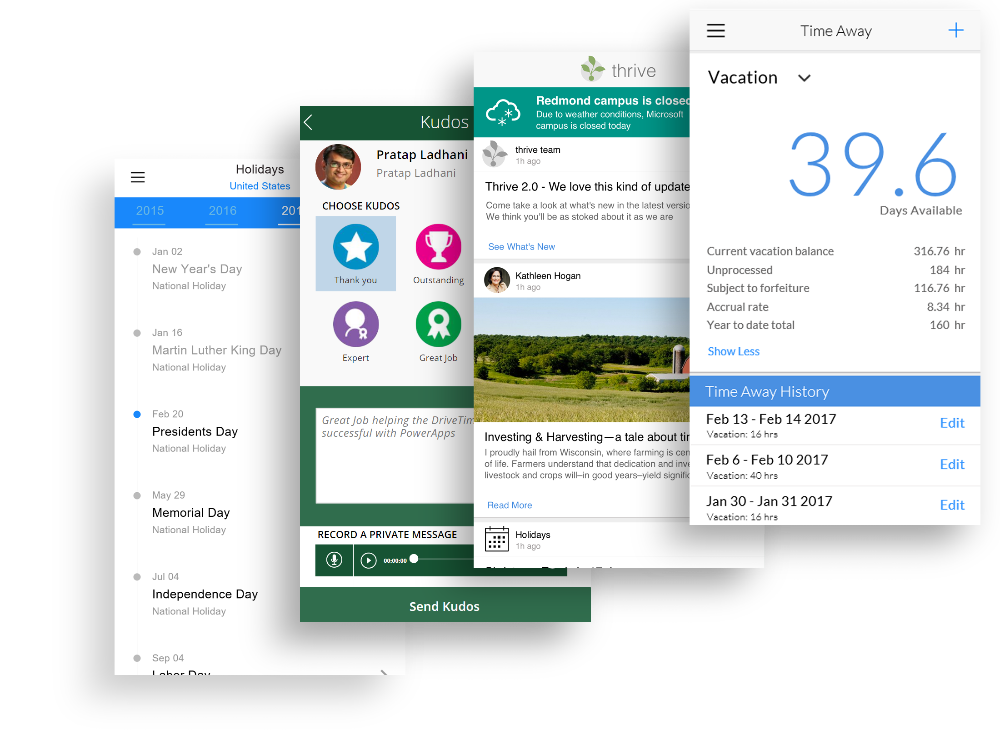 Holidays
United States
2015 2016 201
Jan 02
New Year's Day
National Holiday
Jan 16
Martin Luther King Day
National Holiday
Feb 20
Presidents Day
National Holiday
May 29
Memorial Day
National Holiday
Jul 04
Independence Day
National Holiday
Sep 04
Labor Day
Kudos
Pratap Ladhani
Pratap Ladhani
CHOOSE KUDOS
Thank you Outstanding
Expert Great Job
Great Job helping the DriveTim
successful with PowerApps
RECORD A PRIVATE MESSAGE
00:00:00
Send Kudos
thrive
Redmond campus is closed
Due to weather conditions, Microsoft
campus is closed today
thrive team
1h ago
Thrive 2.0 - We love this kind of update
Come take a look at what's new in the latest versio
We think you'll be as stoked about it as we are
See What's New
Kathleen Hogan
1h ago
Investing & Harvesting—a tale about
I proudly hail from Wisconsin, where farming is cen
of life. Farmers understand that dedication and inve
livestock and crops will–in good years–yield signific
Read More
Holidays
1h ago
Time Away
Vacation
39.6
Days Available
Current vacation balance 316.76 hr
Unprocessed 184 hr
Subject to forfeiture 116.76 hr
Accrual rate 8.34 hr
Year to date total 160 hr
Show Less
Time Away History
Feb 13 - Feb 14 2017 Edit
Vacation: 16 hrs
Feb 6 - Feb 10 2017 Edit
Vacation: 40 hrs
Jan 30 - Jan 31 2017 Edit
Vacation: 16 hrs